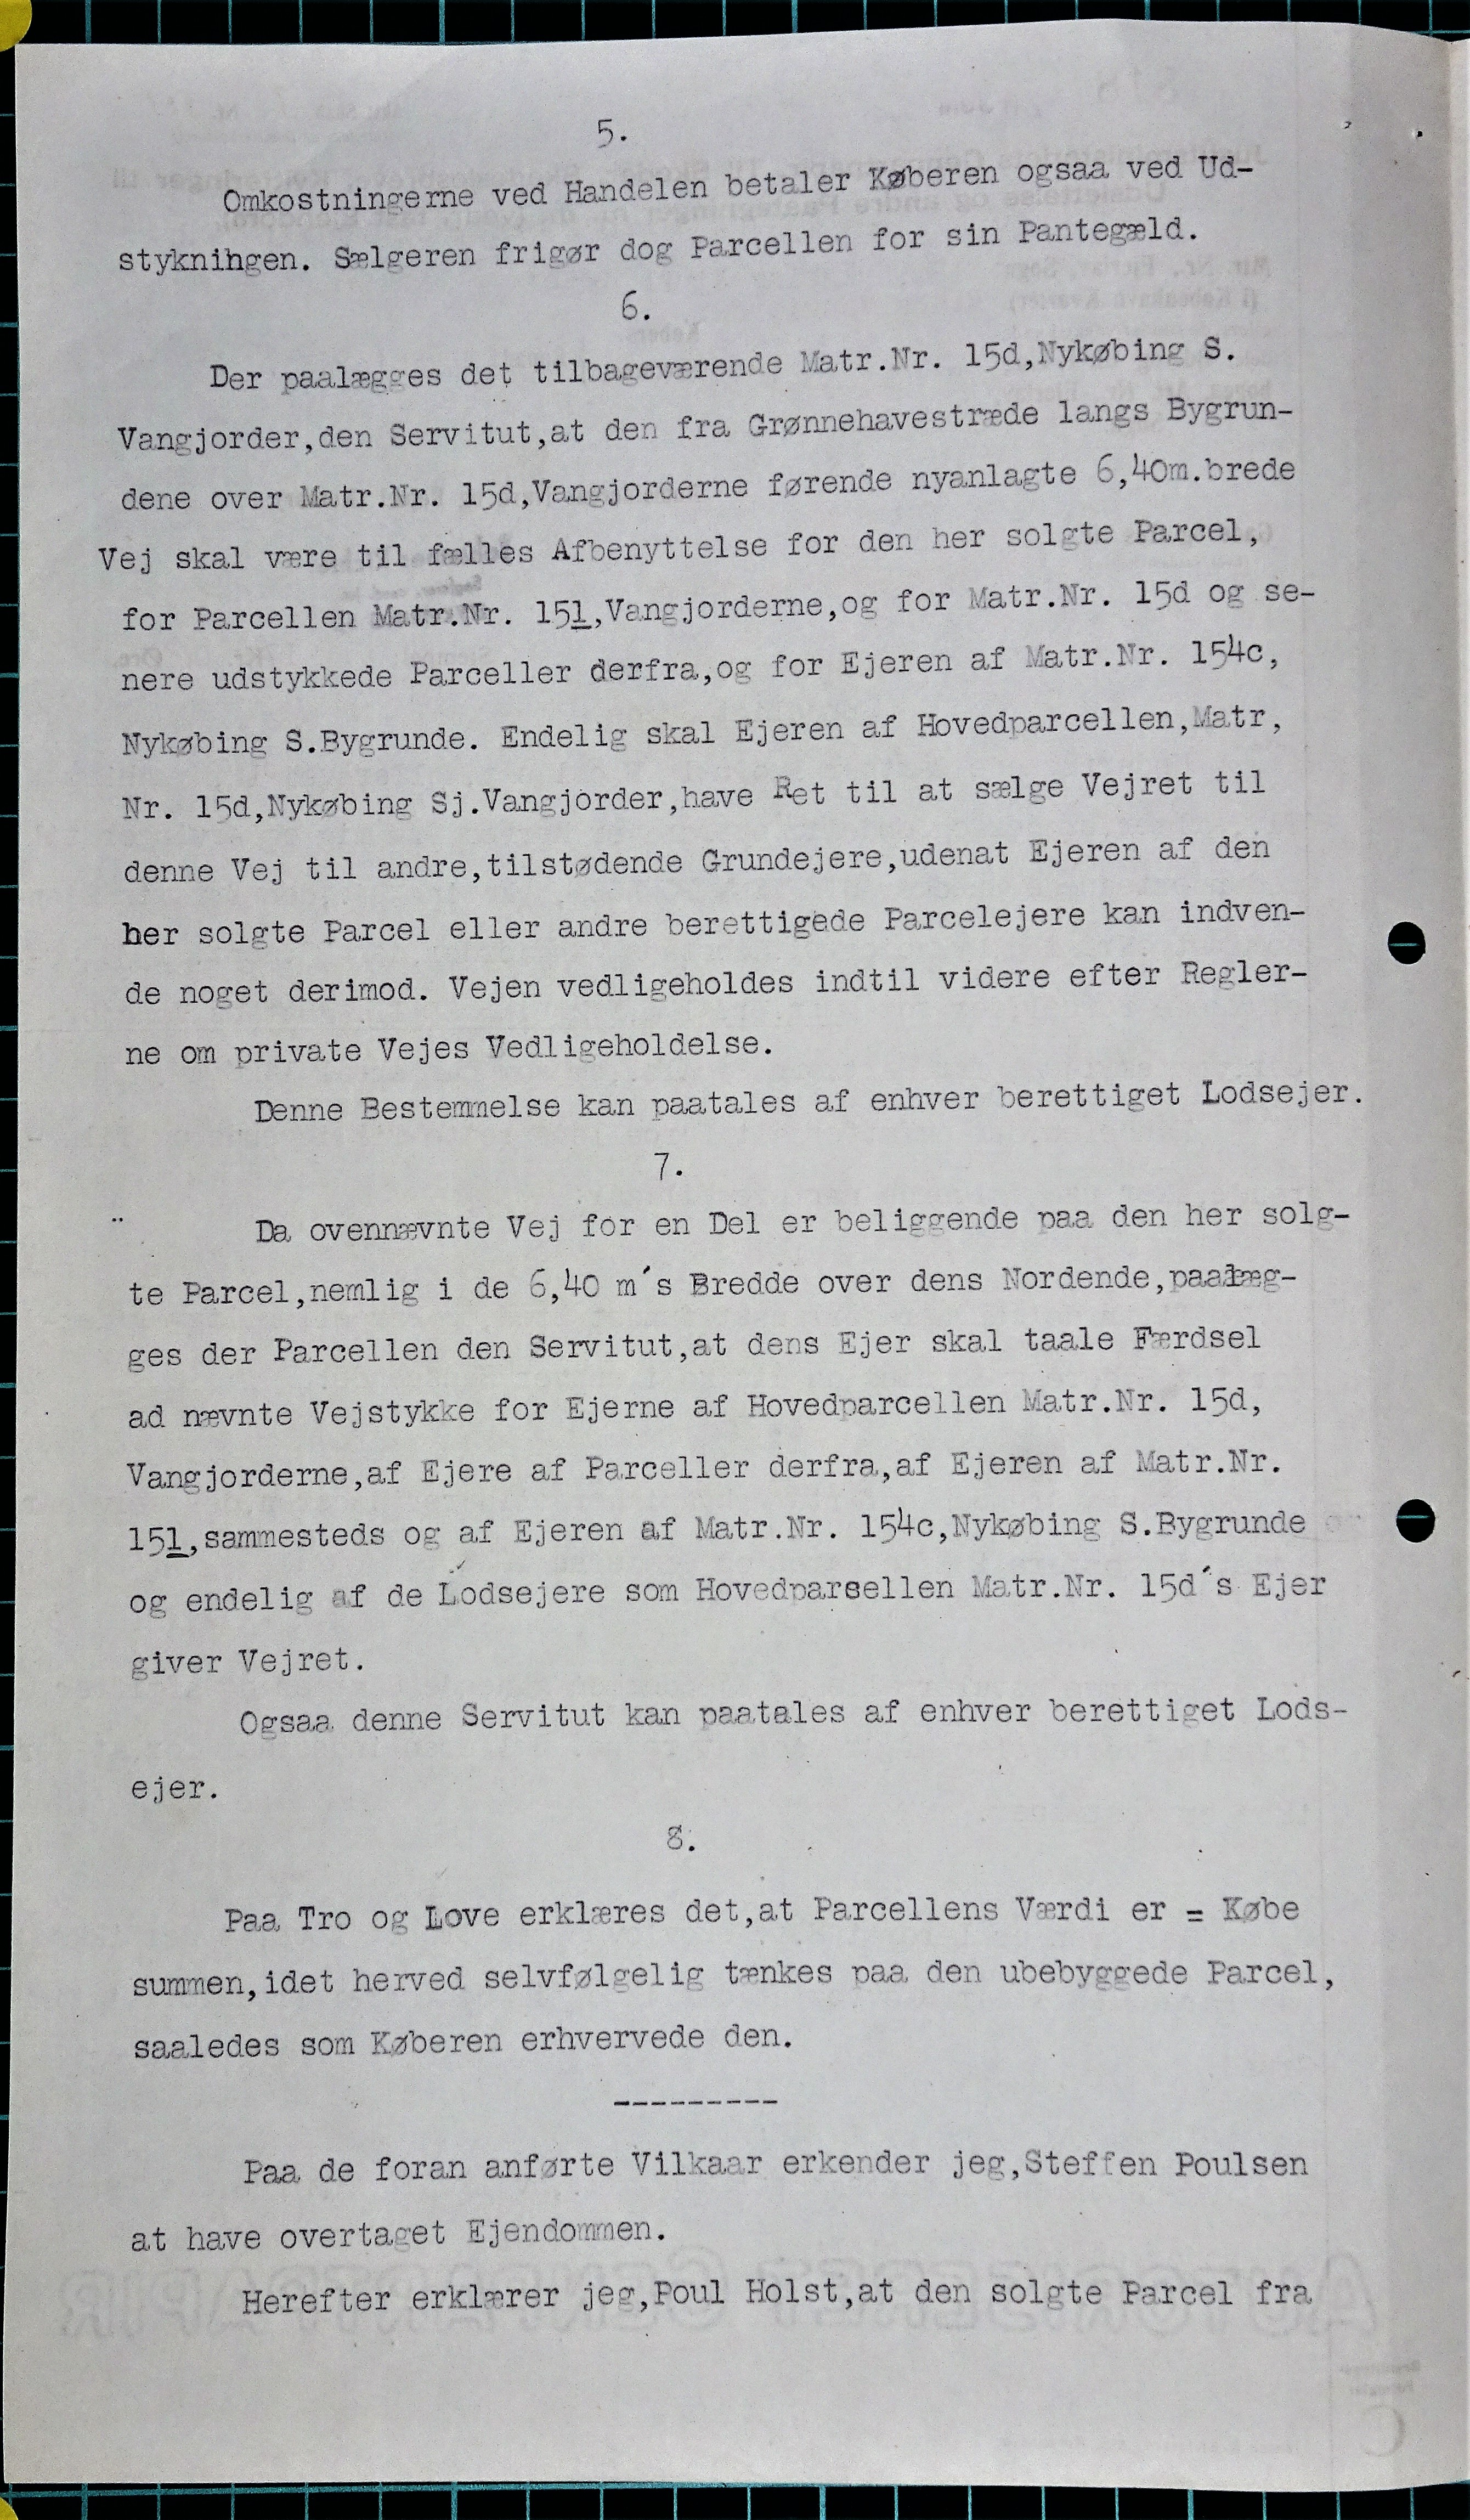 5.
Omkostningerne ved Handelen betaler Køberen ogsaa ved Ud-
stykningen. Sælgeren frigør dog Parcellen for sin Pantegæld.
6.
Der paalægges det tilbageværende Matr.Nr. 15d,Nykøbing S.
Vangjorder,den Servitut,at den fra Grønnehavestræde langs Bygrun-
dene over Matr.Nr. 15d,Vangjorderne førende nyanlagte 6,40m.brede
Vej skal være til fælles Afbenyttelse for den her solgte Parcel,
for Parcellen Matr.Nr. 15l,Vangjorderne,og for Matr.Nr. 15d og se-
nere udstykkede Parceller derfra,og for Ejeren af Matr.Nr. 154c,
Nykøbing S.Bygrunde. Endelig skal Ejeren af Hovedparcellen,Matr,
Nr. 15d,Nykøbing Sj.Vangjorder,have Ret til at sælge Vejret til
denne Vej til andre,tilstødende Grundejere,udenat Ejeren af den
her solgte Parcel eller andre berettigede Parcelejere kan indven-
de noget derimod. Vejen vedligeholdes indtil videre efter Regler-
ne om private Vejes Vedligeholdelse.
Denne Bestemmelse kan paatales af enhver berettiget Lodsejer.
7.
Da ovennævnte Vej for en Del er beliggende paa den her solg-
te Parcel,nemlig i de 6,40 m's Bredde over dens Nordende,paalæg-
ges der Parcellen den Servitut,at dens Ejer skal taale Færdsel
ad nævnte Vejstykke for Ejerne af Hovedparcellen Matr.Nr. 15d,
Vangjorderne,af Ejere af Parceller derfra,af Ejeren af Matr.Nr.
15l,sammesteds og af Ejeren af Matr.Nr. 154c,Nykøbing S.Bygrunde
og endelig af de Lodsejere som Hovedparsellen Matr.Nr. 15d's Ejer
giver Vejret.
Ogsaa denne Servitut kan paatales af enhver berettiget Lods-
ejer.
8.
Paa Tro og Love erklæres det,at Parcellens Værdi er = Købe
summen,idet herved selvfølgelig tænkes paa den ubebyggede Parcel,
saaledes som Køberen erhvervede den.
---------
Paa de foran anførte Vilkaar erkender jeg,Steffen Poulsen
at have overtaget Ejendommen.
Herefter erklærer jeg,Poul Holst,at den solgte Parcel fra